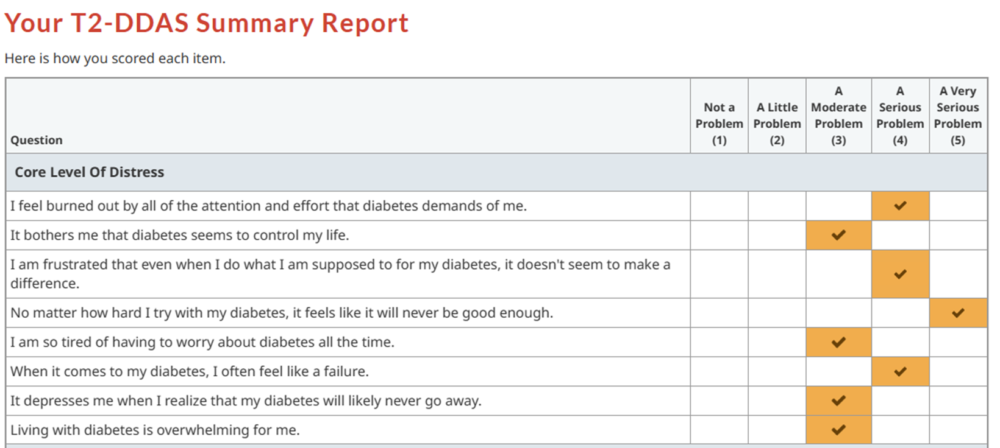 Your T2-DDAS Summary Report
Here is how you scored each item.
Question
Not a
Problem
(1)
A Little
Problem
(2)
A
Moderate
Problem
(3)
A
Serious
Problem
(4)
A Very
Serious
Problem
(5)
Core Level Of Distress
I feel burned out by all of the attention and effort that diabetes demands of me.
It bothers me that diabetes seems to control my life.
I am frustrated that even when I do what I am supposed to for my diabetes, it doesn't seem to make a
difference.
No matter how hard I try with my diabetes, it feels like it will never be good enough.
I am so tired of having to worry about diabetes all the time.
When it comes to my diabetes, I often feel like a failure.
It depresses me when I realize that my diabetes will likely never go away.
Living with diabetes is overwhelming for me.